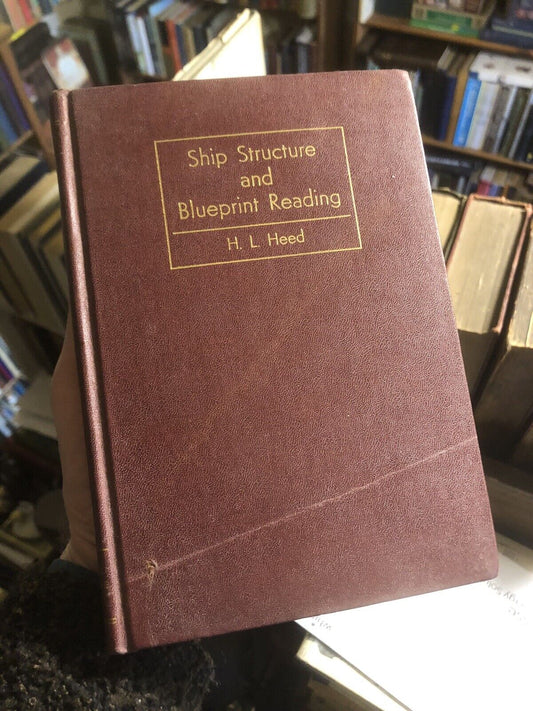 Ship Structure
and
Blueprint Reading
H. L. Heed